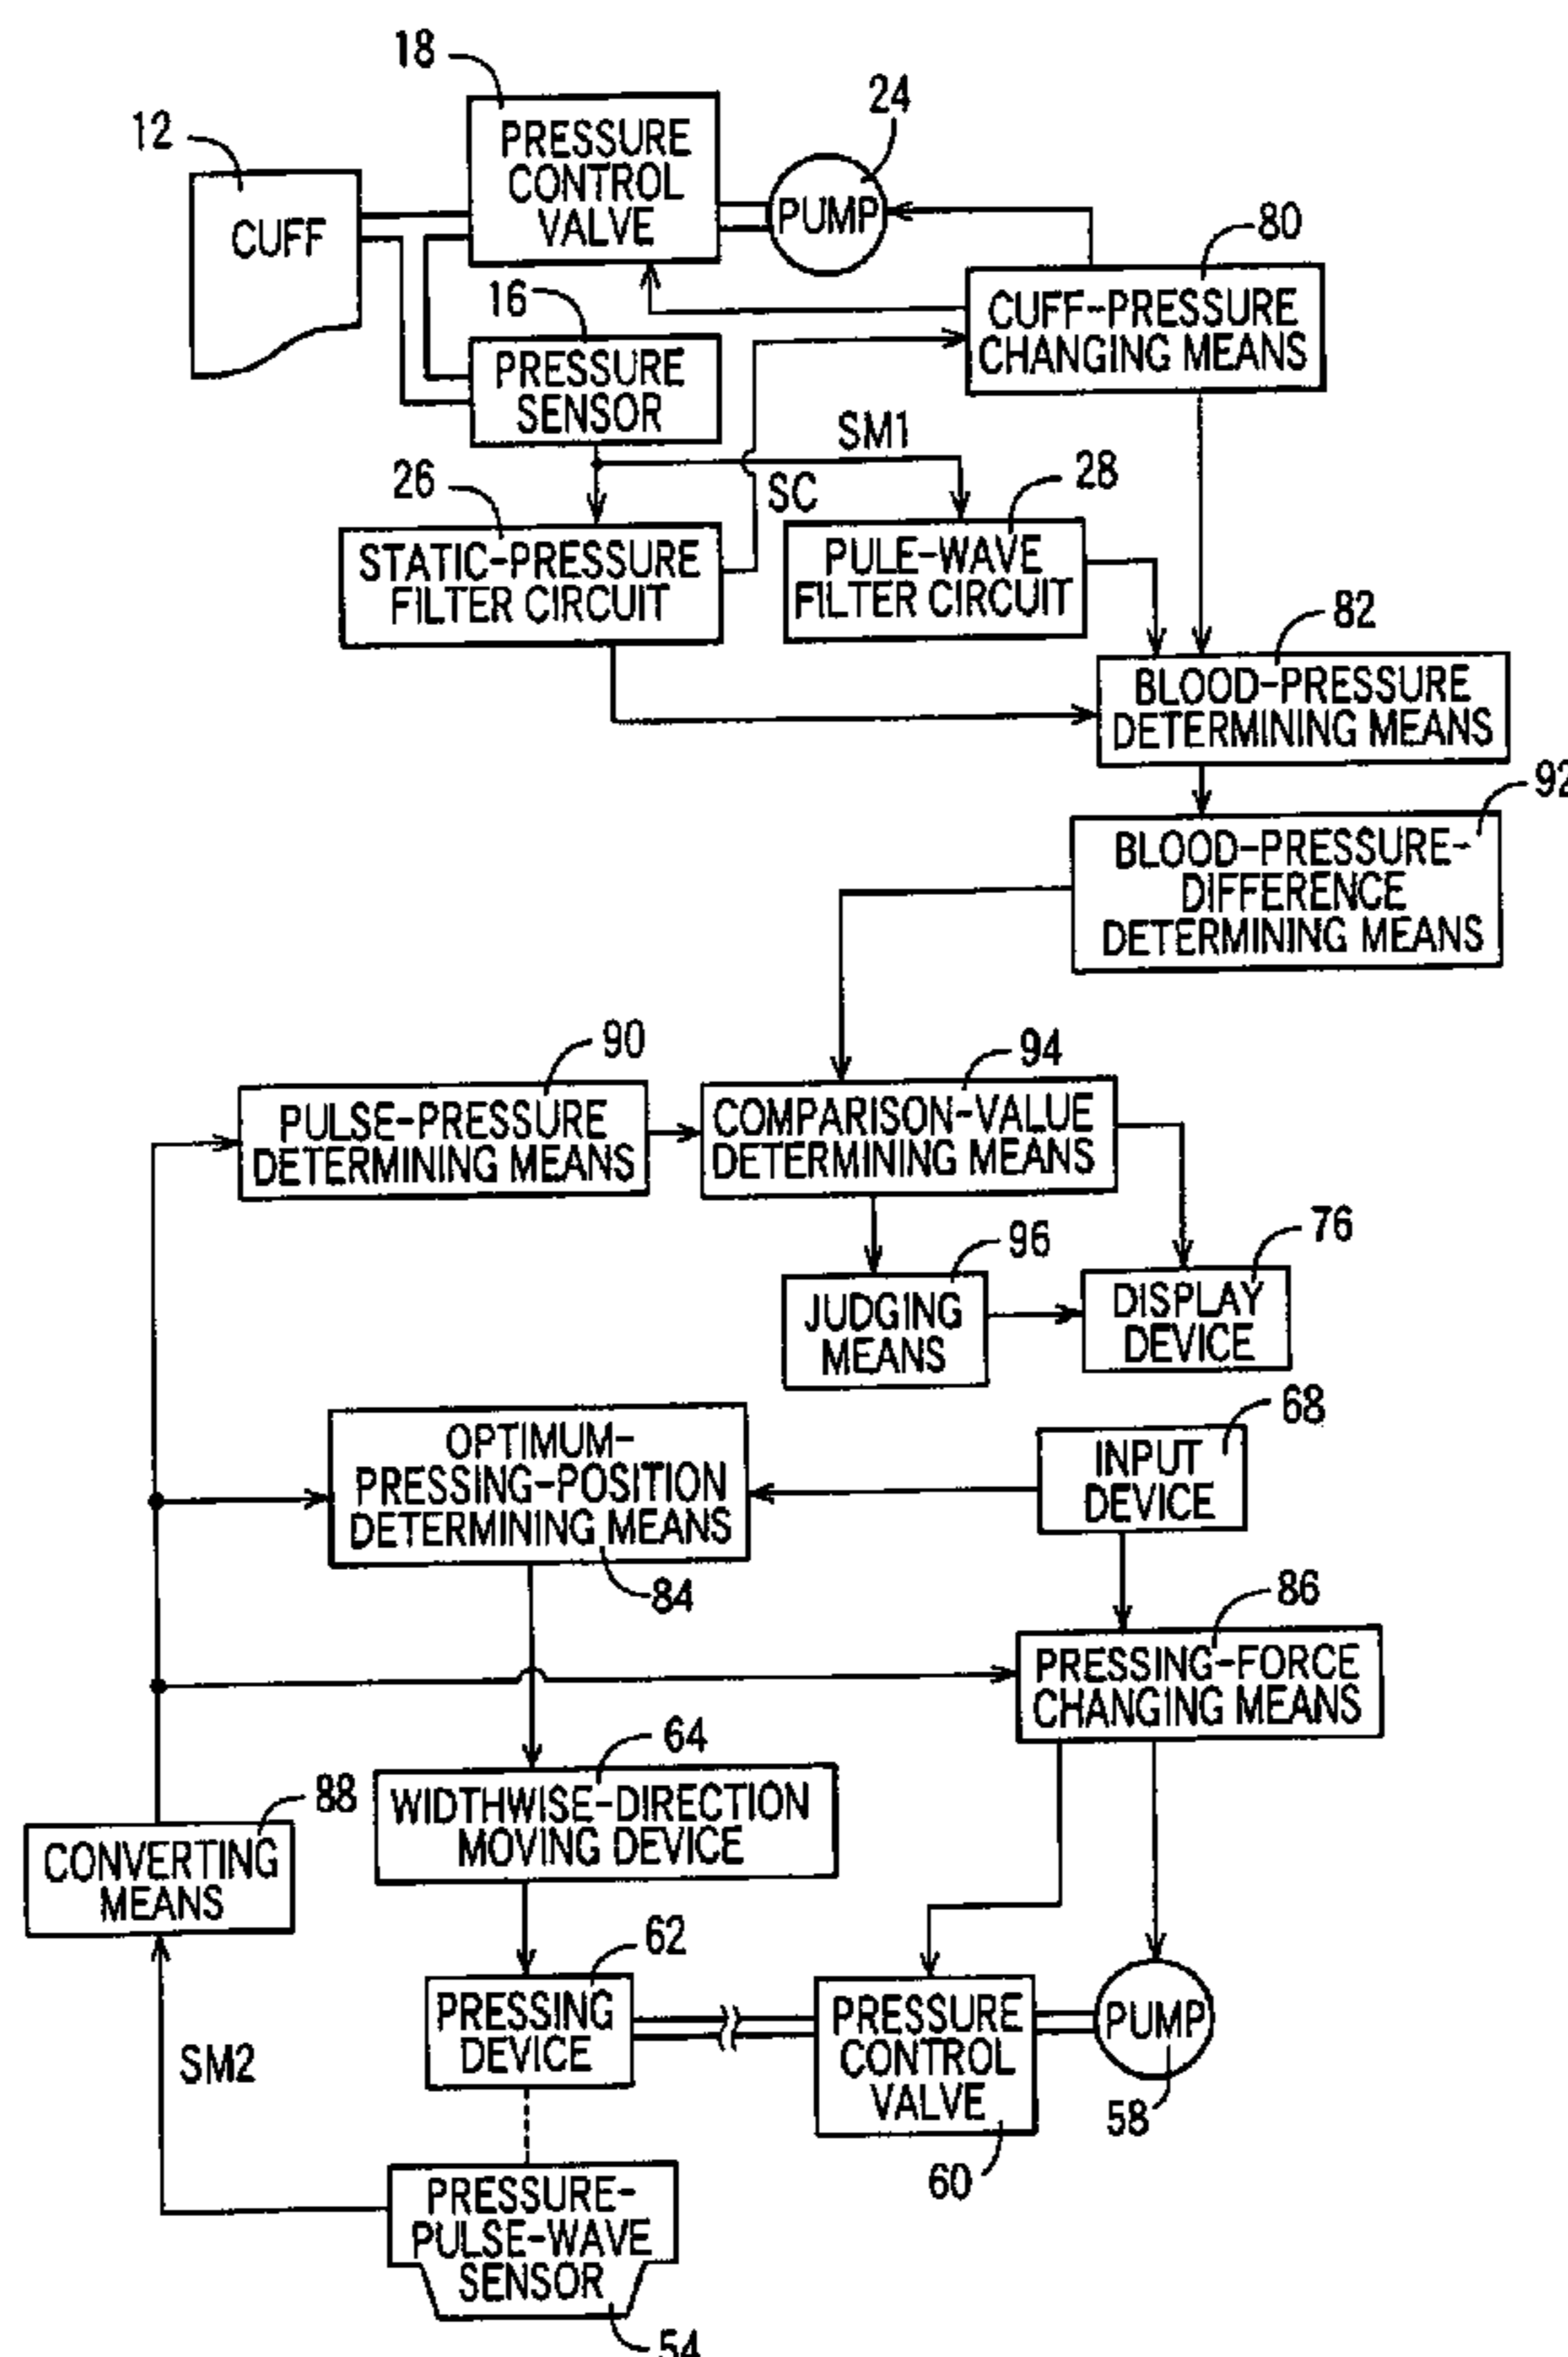 18
PRESSURE
CONTROL
VALVE
24
PUMP
12
CUFF
80
CUFF-PRESSURE
CHANGING MEANS
16
PRESSURE
SENSOR
SM1
SC
26
STATIC-PRESSURE
FILTER CIRCUIT
28
PULE-WAVE
FILTER CIRCUIT
82
BLOOD-PRESSURE
DETERMINING MEANS
92
BLOOD-PRESSURE-
DIFFERENCE
DETERMINING MEANS
90
PULSE-PRESSURE
DETERMINING MEANS
94
COMPARISON-VALUE
DETERMINING MEANS
96
JUDGING
MEANS
76
DISPLAY
DEVICE
OPTIMUM-
PRESSING-POSITION
DETERMINING MEANS
84
68
INPUT
DEVICE
86
PRESSING-FORCE
CHANGING MEANS
64
WIDTHWISE-DIRECTION
MOVING DEVICE
88
CONVERTING
MEANS
62
PRESSING
DEVICE
PRESSURE
CONTROL
VALVE
60
PUMP
58
SM2
PRESSURE-
PULSE-WAVE
SENSOR
54